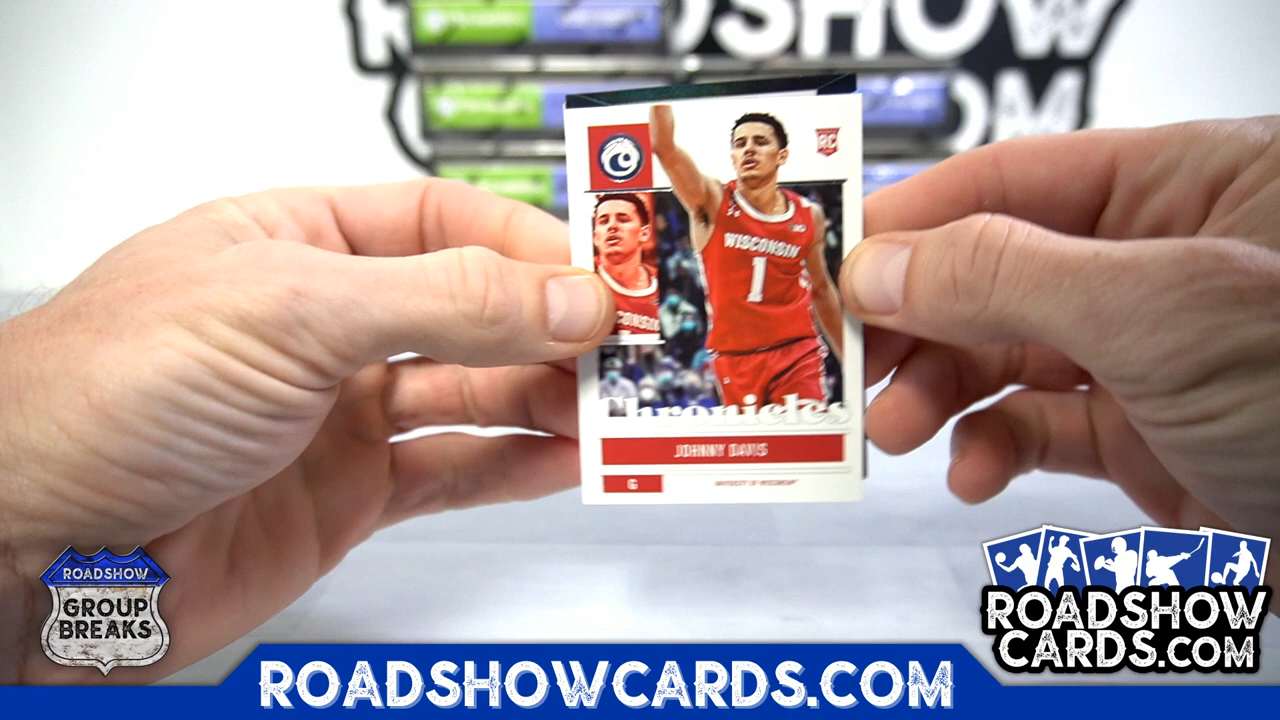 ROADSHOW
.COM
RC
WISCONSIN
1
Chronicles
JOHNNY DAVIS
G
ROADSHOW
GROUP
BREAKS
ROADSHOW
CARDS.COM
ROADSHOWCARDS.COM